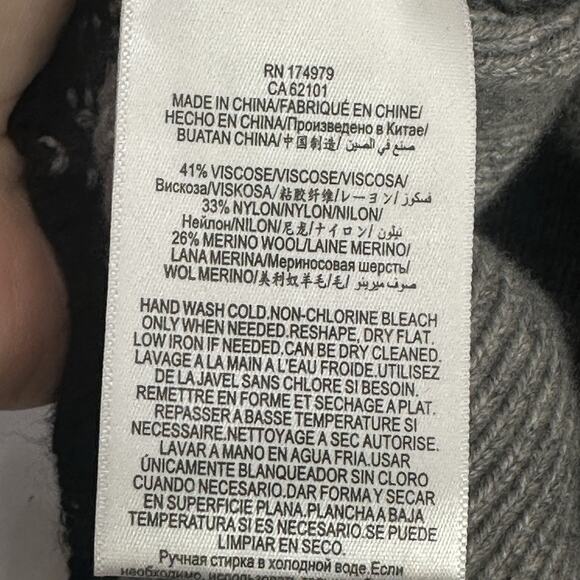 RN 174979
CA 62101
MADE IN CHINA/FABRIQUÉ EN CHINE/
HECHO EN CHINA/Произведено в Китае/
BUATAN CHINA/中国制造/ صنع في الصين
41% VISCOSE/VISCOSE/VISCOSA/
Вискоза/VISKOSA/粘胶纤维/レーヨン/ فسكوز
33% NYLON/NYLON/NILON/
Нейлон/NILON/尼龙/ナイロン/ نيلون
26% MERINO WOOL/LAINE MERINO/
LANA MERINA/Мериносовая шерсть/
WOL MERINO/美利奴羊毛/毛/ صوف ميرينو
HAND WASH COLD.NON-CHLORINE BLEACH
ONLY WHEN NEEDED.RESHAPE, DRY FLAT.
LOW IRON IF NEEDED.CAN BE DRY CLEANED.
LAVAGE A LA MAIN A L'EAU FROIDE.UTILISEZ
DE LA JAVEL SANS CHLORE SI BESOIN.
REMETTRE EN FORME ET SECHAGE A PLAT.
REPASSER A BASSE TEMPERATURE SI
NECESSAIRE.NETTOYAGE A SEC AUTORISE.
LAVAR A MANO EN AGUA FRIA.USAR
ÚNICAMENTE BLANQUEADOR SIN CLORO
CUANDO NECESARIO.DAR FORMA Y SECAR
EN SUPERFICIE PLANA.PLANCHA A BAJA
TEMPERATURA SI ES NECESARIO.SE PUEDE
LIMPIAR EN SECO.
Ручная стирка в холодной воде.Если
необходимо, использовать